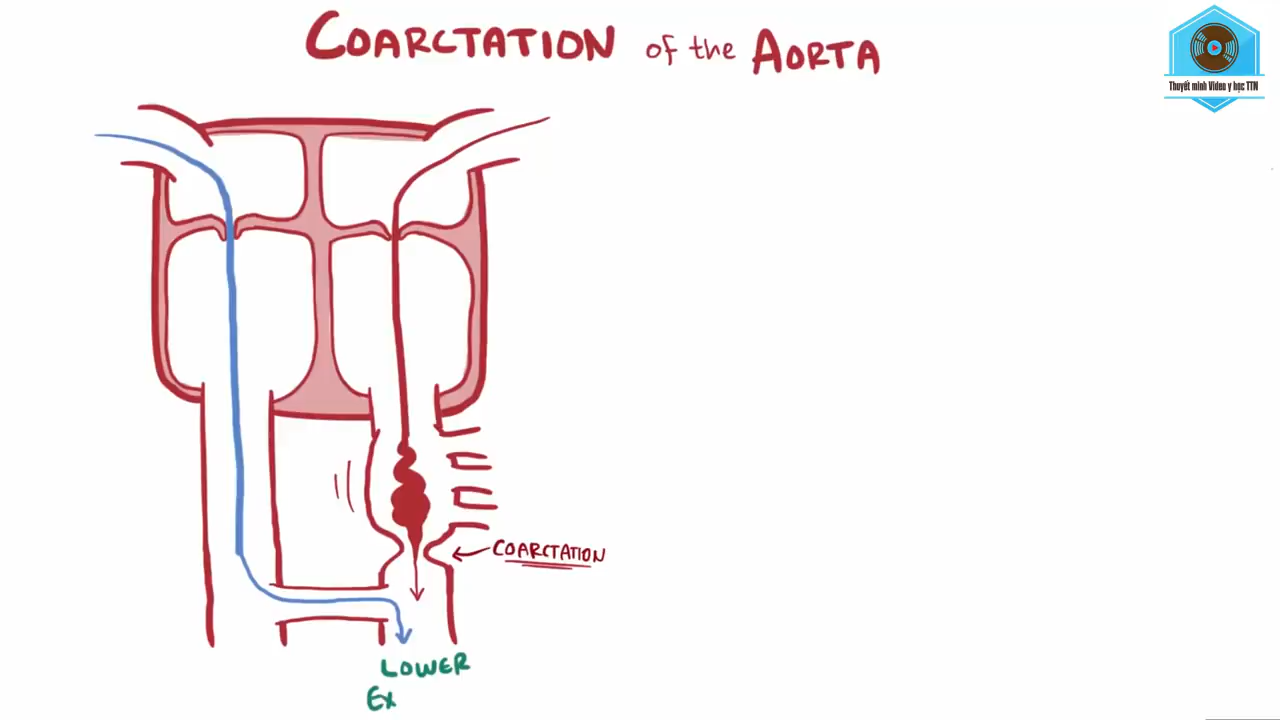 COARCTATION of the AORTA
Thuyết minh Video y học TTN
COARCTATION
LOWER
Ex